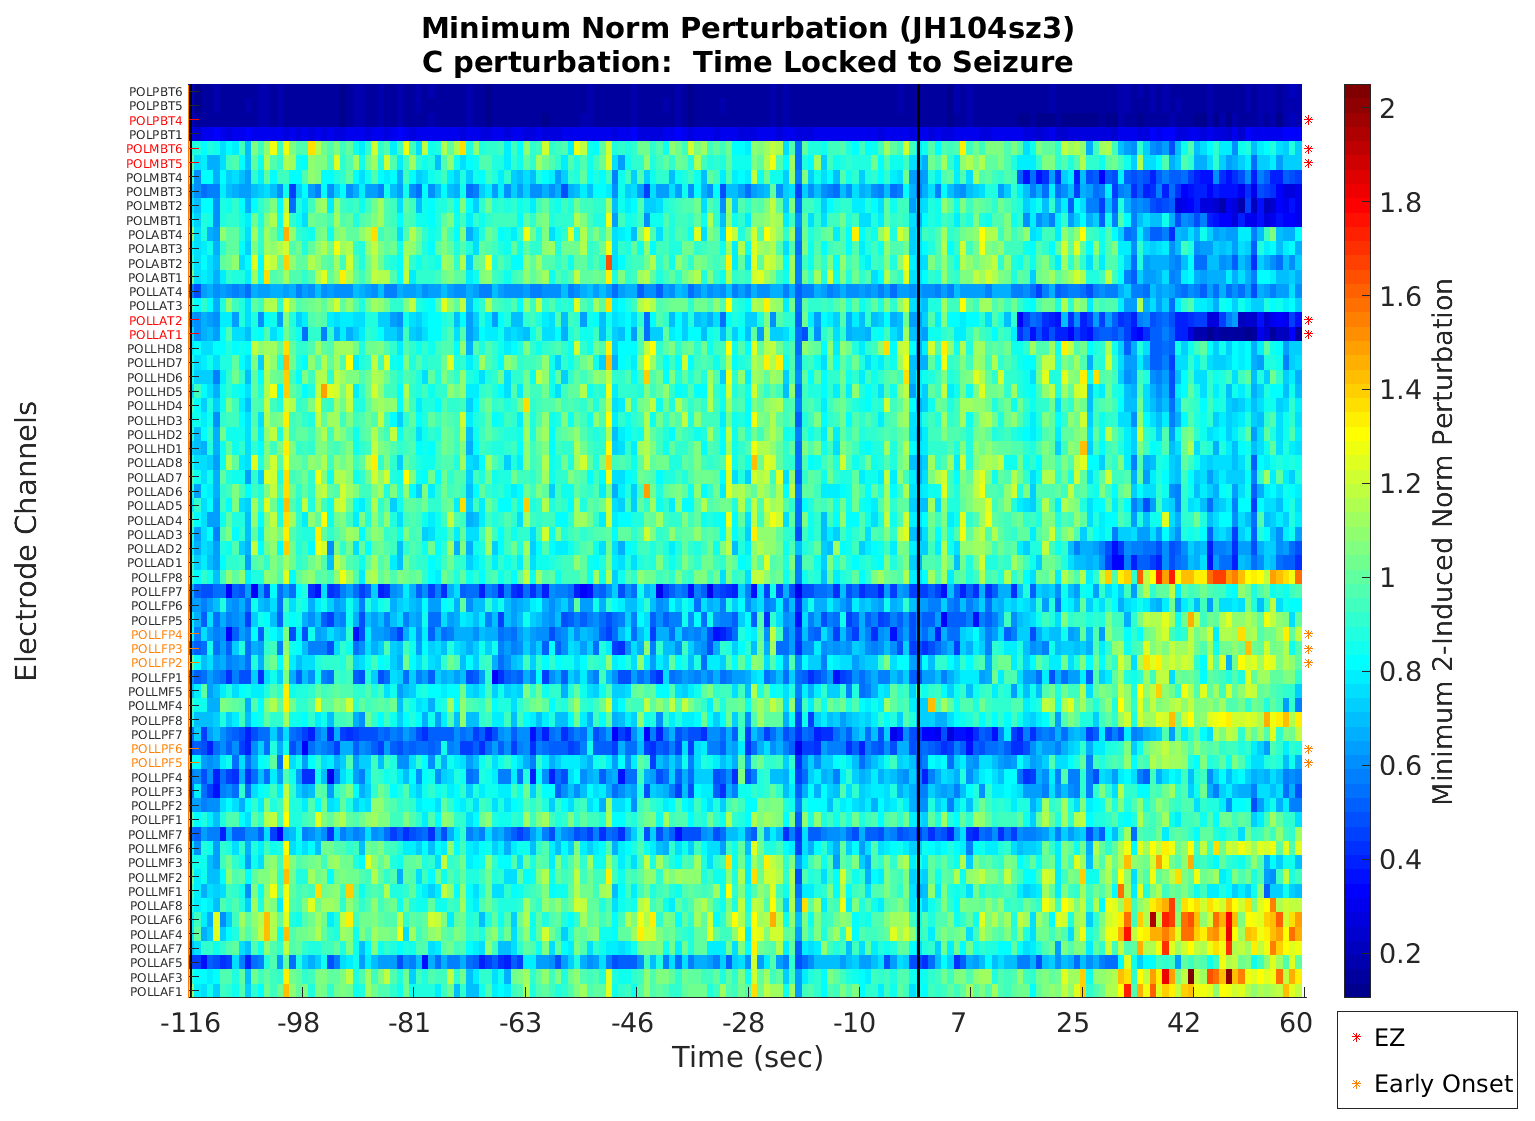 Minimum Norm Perturbation (JH104sz3)
C perturbation:  Time Locked to Seizure
Electrode Channels
POLPBT6
POLPBT5
POLPBT4
POLPBT1
POLMBT6
POLMBT5
POLMBT4
POLMBT3
POLMBT2
POLMBT1
POLABT4
POLABT3
POLABT2
POLABT1
POLLAT4
POLLAT3
POLLAT2
POLLAT1
POLLHD8
POLLHD7
POLLHD6
POLLHD5
POLLHD4
POLLHD3
POLLHD2
POLLHD1
POLLAD8
POLLAD7
POLLAD6
POLLAD5
POLLAD4
POLLAD3
POLLAD2
POLLAD1
POLLFP8
POLLFP7
POLLFP6
POLLFP5
POLLFP4
POLLFP3
POLLFP2
POLLFP1
POLLMF5
POLLMF4
POLLPF8
POLLPF7
POLLPF6
POLLPF5
POLLPF4
POLLPF3
POLLPF2
POLLPF1
POLLMF7
POLLMF6
POLLMF3
POLLMF2
POLLMF1
POLLAF8
POLLAF6
POLLAF4
POLLAF7
POLLAF5
POLLAF3
POLLAF1
-116 -98 -81 -63 -46 -28 -10 7 25 42 60
Time (sec)
2
1.8
1.6
1.4
1.2
1
0.8
0.6
0.4
0.2
Minimum 2-Induced Norm Perturbation
EZ
Early Onset